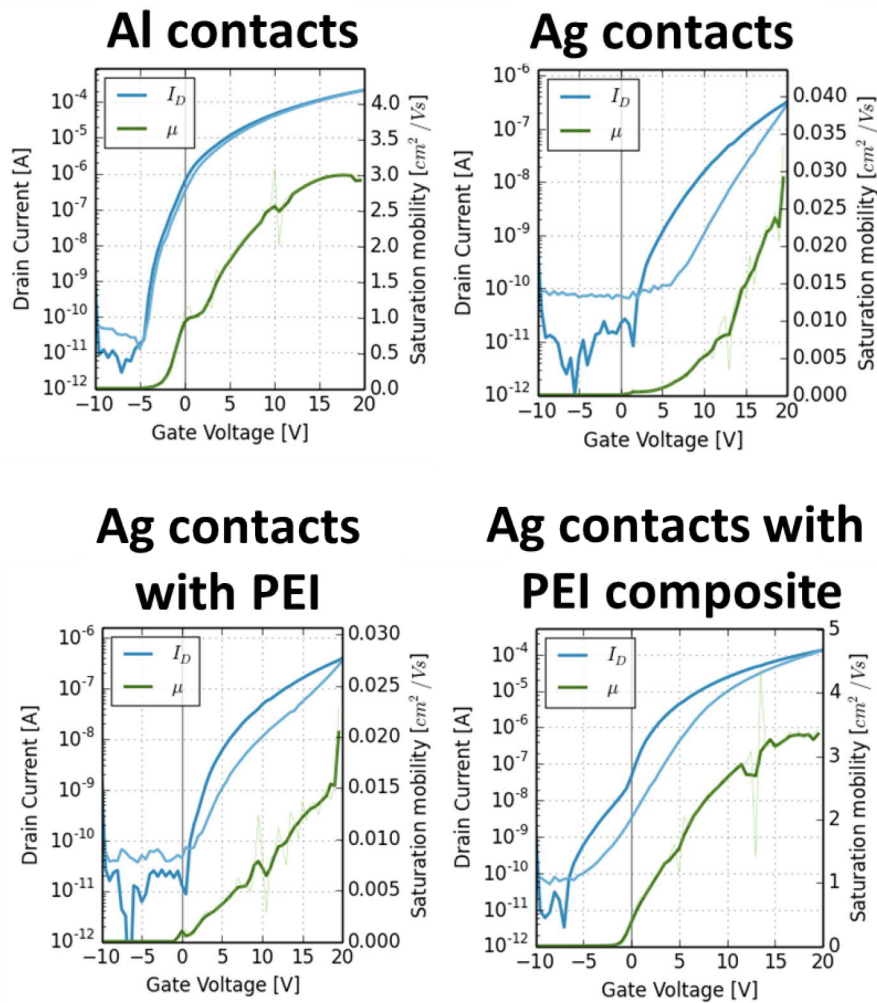 Al contacts
Ag contacts
I_D
μ
10^-4
10^-5
10^-6
10^-7
10^-8
10^-9
10^-10
10^-11
10^-12
Drain Current [A]
4.0
3.5
3.0
2.5
2.0
1.5
1.0
0.5
0.0
Saturation mobility [cm^2/Vs]
−10 −5 0 5 10 15 20
Gate Voltage [V]
I_D
μ
10^-6
10^-7
10^-8
10^-9
10^-10
10^-11
10^-12
Drain Current [A]
0.040
0.035
0.030
0.025
0.020
0.015
0.010
0.005
0.000
Saturation mobility [cm^2/Vs]
−10 −5 0 5 10 15 20
Gate Voltage [V]
Ag contacts
with PEI
Ag contacts with
PEI composite
I_D
μ
10^-6
10^-7
10^-8
10^-9
10^-10
10^-11
10^-12
Drain Current [A]
0.030
0.025
0.020
0.015
0.010
0.005
0.000
Saturation mobility [cm^2/Vs]
−10 −5 0 5 10 15 20
Gate Voltage [V]
I_D
μ
10^-4
10^-5
10^-6
10^-7
10^-8
10^-9
10^-10
10^-11
10^-12
Drain Current [A]
5
4
3
2
1
0
Saturation mobility [cm^2/Vs]
−10 −5 0 5 10 15 20
Gate Voltage [V]